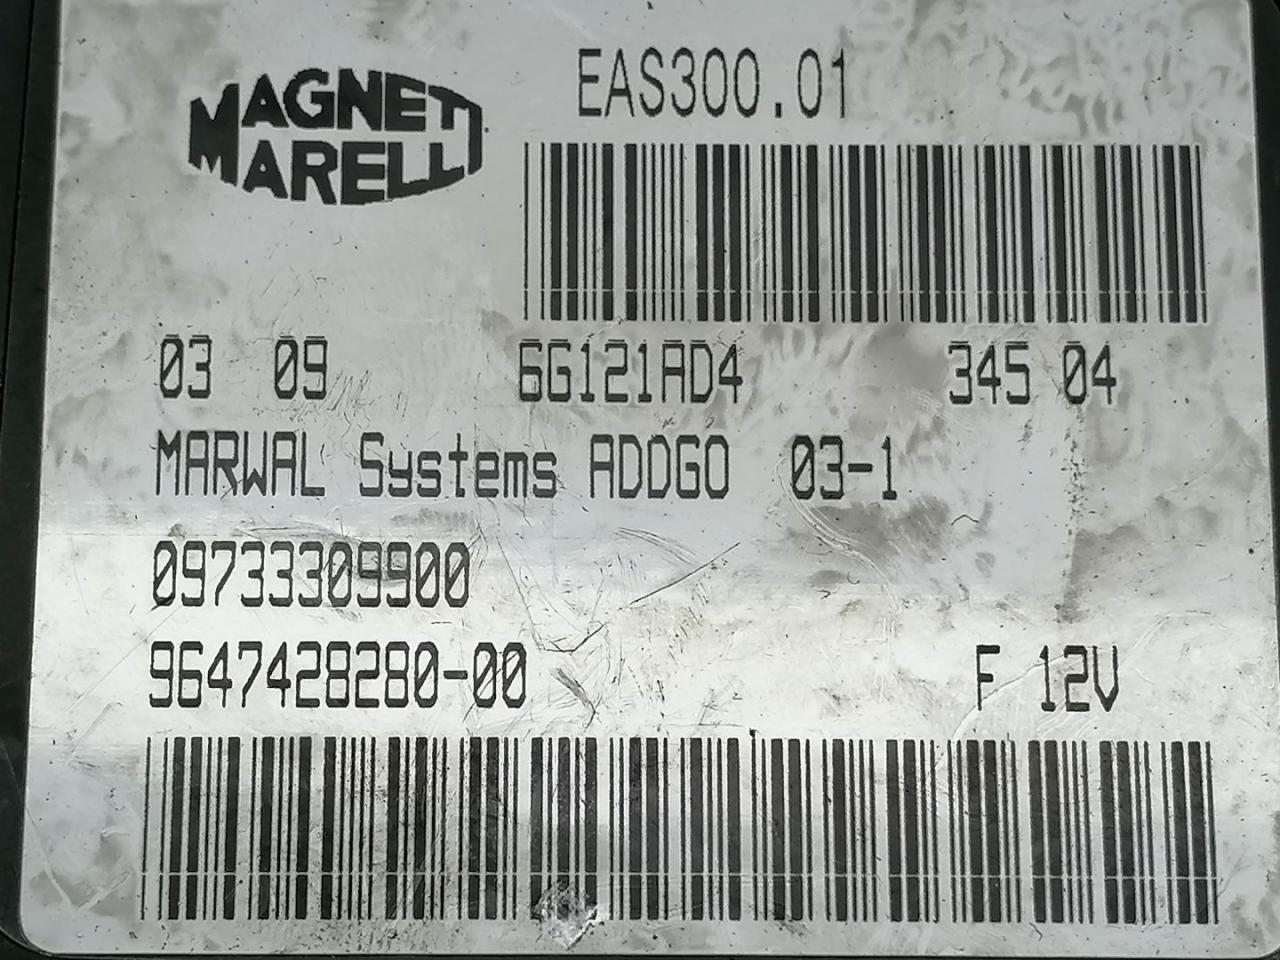 MAGNETI
MARELLI
EAS300.01
03 09 6G121AD4 345 04
MARWAL Systems ADDGO 03-1
09733309900
9647428280-00 F 12V